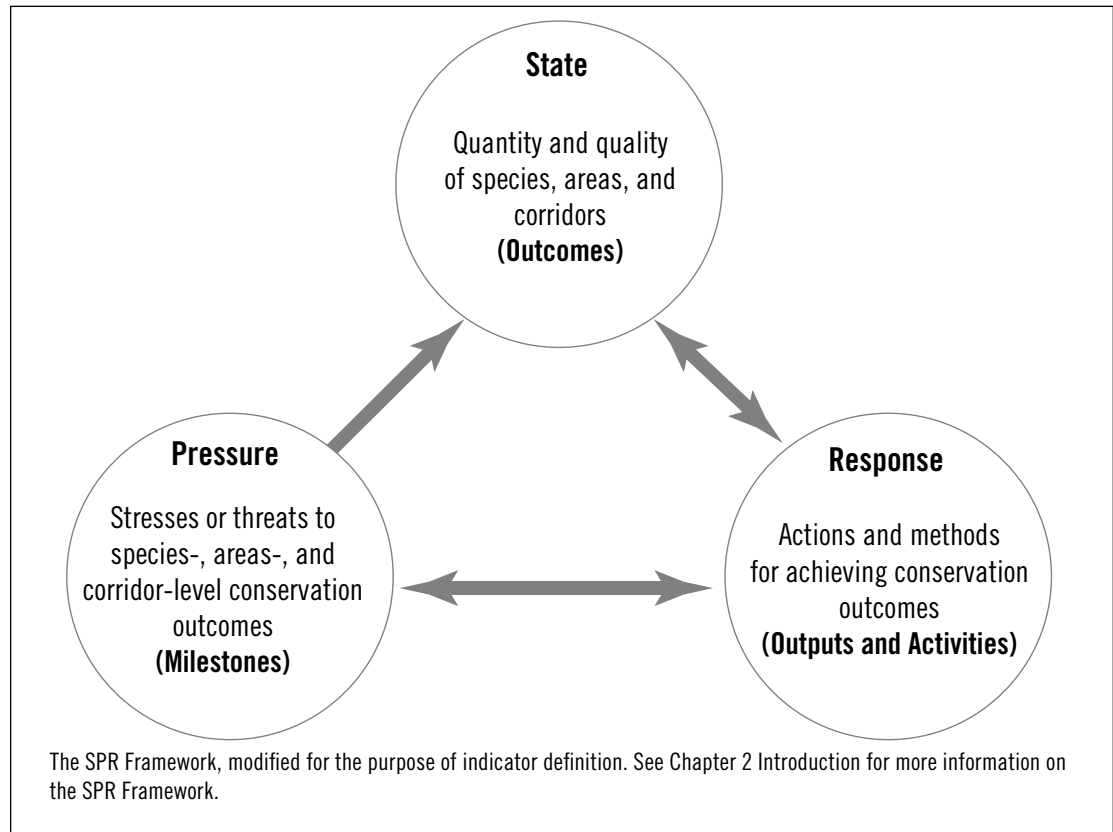 State
Quantity and quality
of species, areas, and
corridors
(Outcomes)
Pressure
Stresses or threats to
species-, areas-, and
corridor-level conservation
outcomes
(Milestones)
Response
Actions and methods
for achieving conservation
outcomes
(Outputs and Activities)
The SPR Framework, modified for the purpose of indicator definition. See Chapter 2 Introduction for more information on
the SPR Framework.